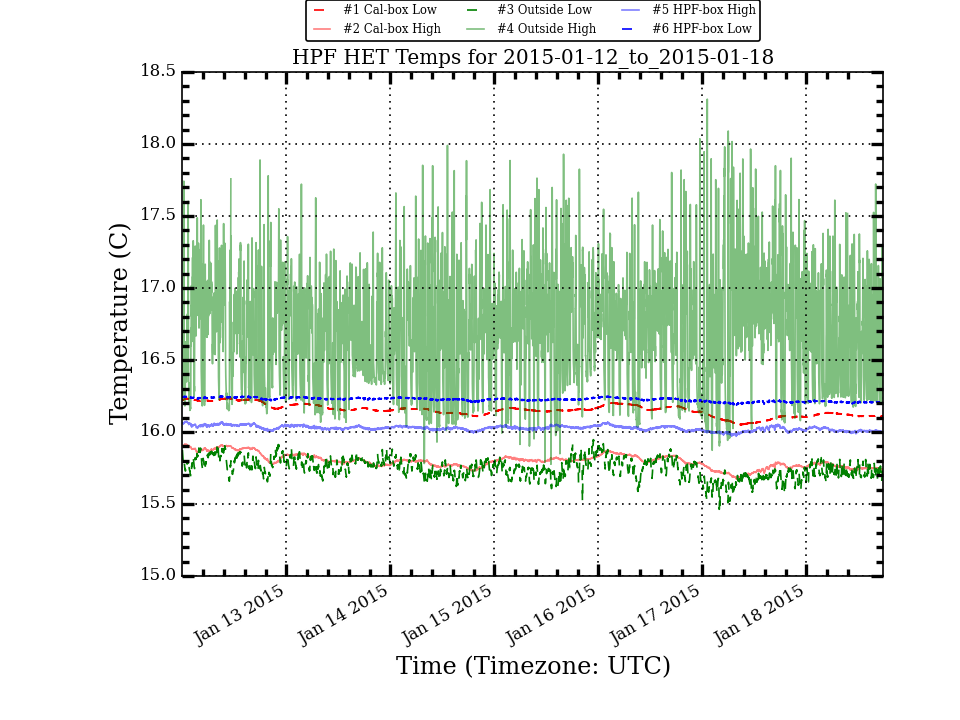 #1 Cal-box Low #3 Outside Low #5 HPF-box High
#2 Cal-box High #4 Outside High #6 HPF-box Low
HPF HET Temps for 2015-01-12_to_2015-01-18
18.5
18.0
17.5
17.0
16.5
16.0
15.5
15.0
Temperature (C)
Jan 13 2015 Jan 14 2015 Jan 15 2015 Jan 16 2015 Jan 17 2015 Jan 18 2015
Time (Timezone: UTC)